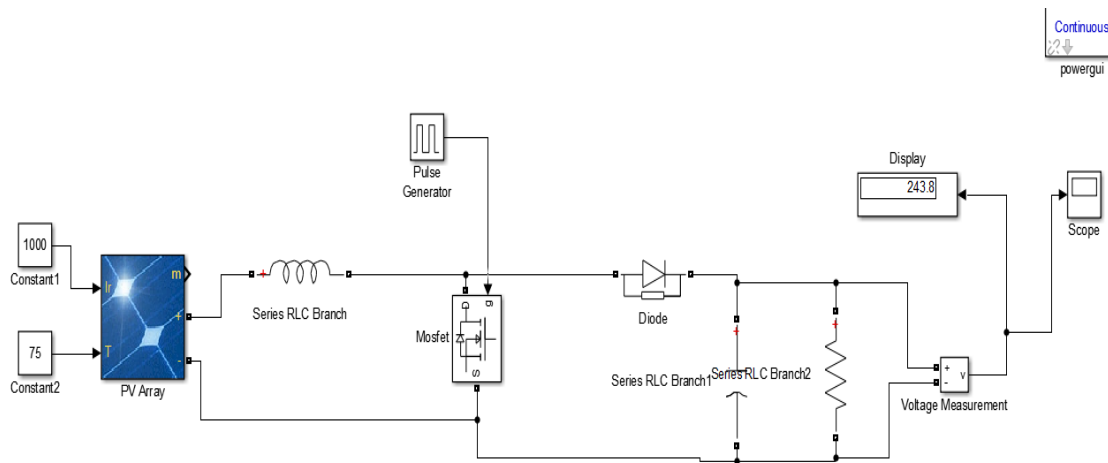 Continuous
powergui
Pulse
Generator
Display
243.8
Scope
1000
Constant1
Ir
m
+
T
-
75
Constant2
PV Array
+
Series RLC Branch
g
D
Mosfet
S
Diode
+
Series RLC Branch1
+
Series RLC Branch2
+
-
v
Voltage Measurement